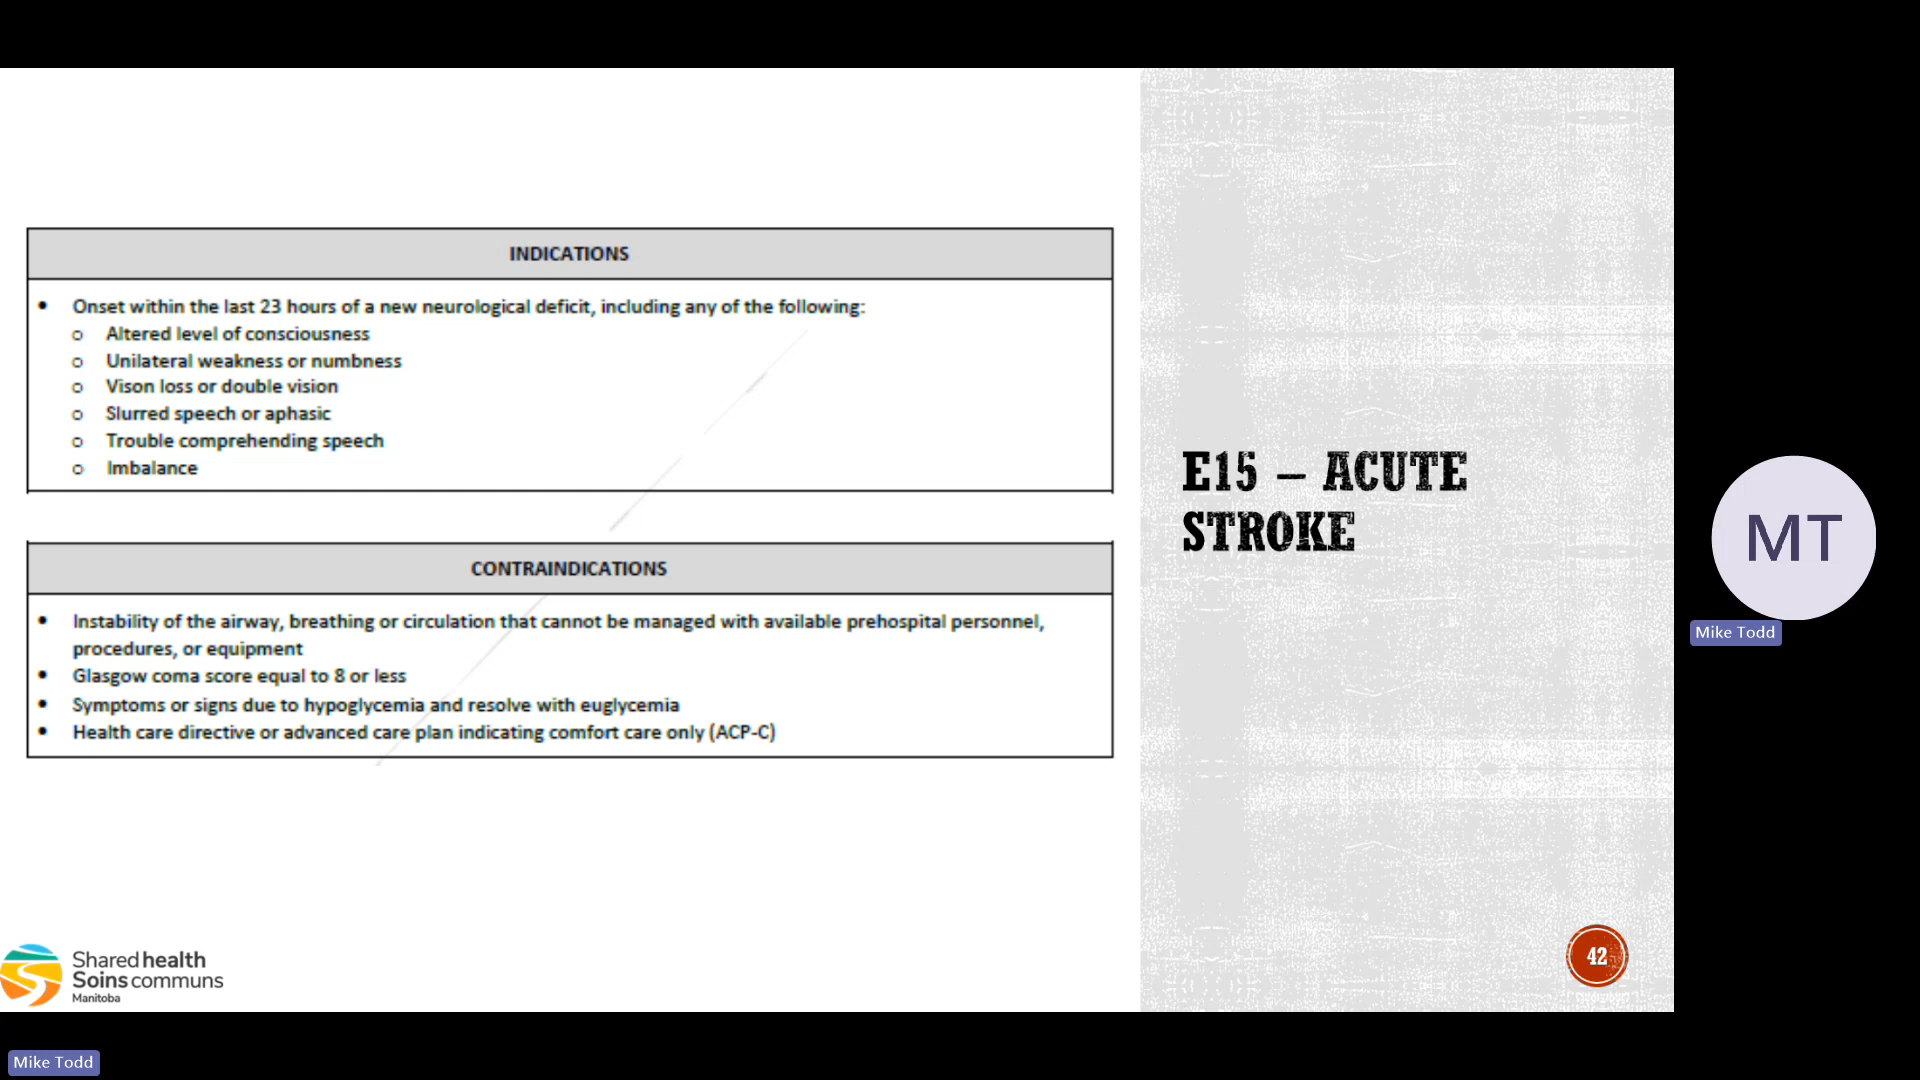 INDICATIONS
• Onset within the last 23 hours of a new neurological deficit, including any of the following:
o Altered level of consciousness
o Unilateral weakness or numbness
o Vison loss or double vision
o Slurred speech or aphasic
o Trouble comprehending speech
o Imbalance
CONTRAINDICATIONS
• Instability of the airway, breathing or circulation that cannot be managed with available prehospital personnel,
procedures, or equipment
• Glasgow coma score equal to 8 or less
• Symptoms or signs due to hypoglycemia and resolve with euglycemia
• Health care directive or advanced care plan indicating comfort care only (ACP-C)
E15 – ACUTE
STROKE
MT
Mike Todd
Shared health
Soins communs
Manitoba
42
Mike Todd